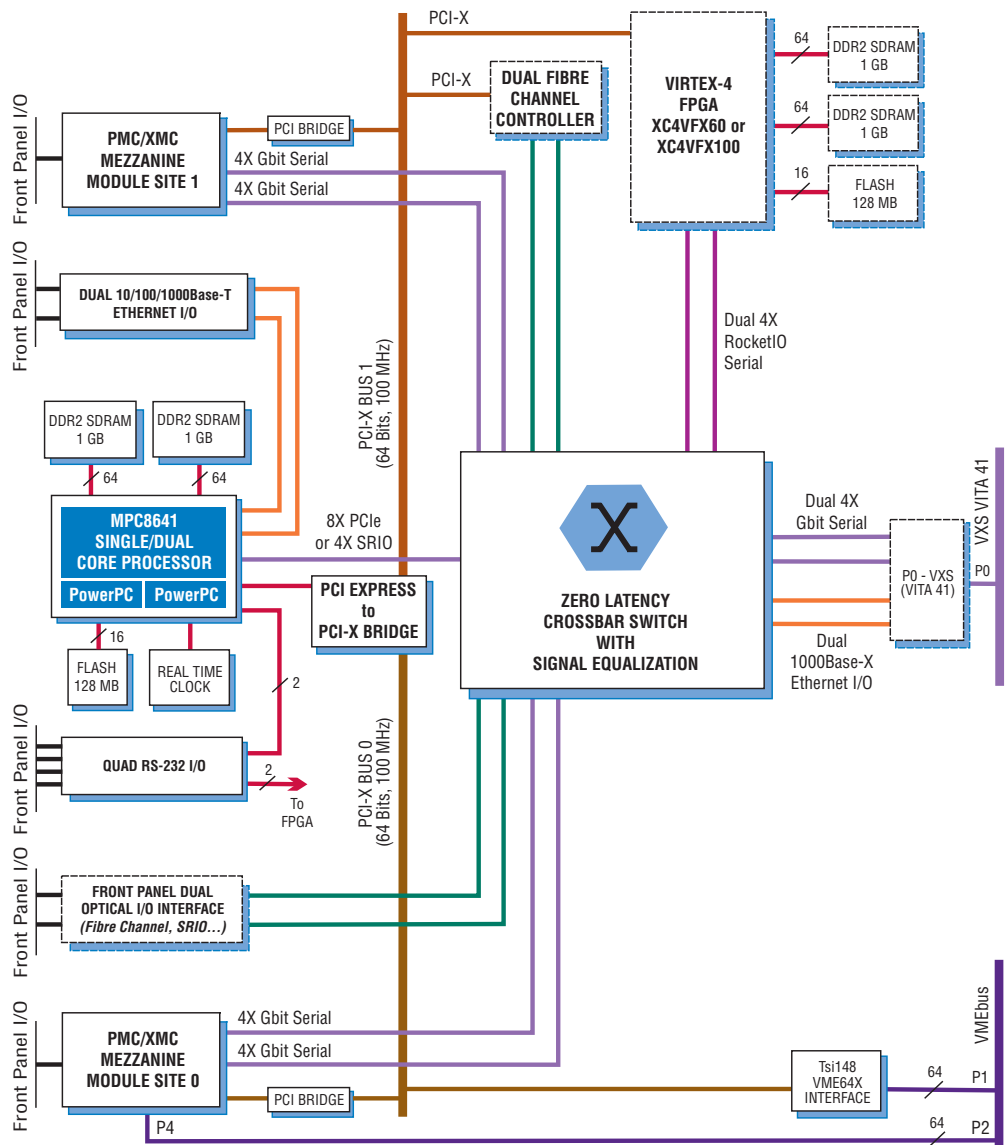 PCI-X
PCI-X
Front Panel I/O
PMC/XMC
MEZZANINE
MODULE SITE 1
PCI BRIDGE
4X Gbit Serial
4X Gbit Serial
DUAL FIBRE
CHANNEL
CONTROLLER
VIRTEX-4
FPGA
XC4VFX60 or
XC4VFX100
64
DDR2 SDRAM
1 GB
64
DDR2 SDRAM
1 GB
16
FLASH
128 MB
Front Panel I/O
DUAL 10/100/1000Base-T
ETHERNET I/O
Dual 4X
RocketIO
Serial
PCI-X BUS 1
(64 Bits, 100 MHz)
DDR2 SDRAM
1 GB
DDR2 SDRAM
1 GB
64
64
MPC8641
SINGLE/DUAL
CORE PROCESSOR
PowerPC
PowerPC
8X PCIe
or 4X SRIO
PCI EXPRESS
to
PCI-X BRIDGE
16
FLASH
128 MB
REAL TIME
CLOCK
2
X
ZERO LATENCY
CROSSBAR SWITCH
WITH
SIGNAL EQUALIZATION
Dual 4X
Gbit Serial
Dual
1000Base-X
Ethernet I/O
P0 - VXS
(VITA 41)
P0
VXS VITA 41
Front Panel I/O
QUAD RS-232 I/O
2
To
FPGA
PCI-X BUS 0
(64 Bits, 100 MHz)
Front Panel I/O
FRONT PANEL DUAL
OPTICAL I/O INTERFACE
(Fibre Channel, SRIO...)
Front Panel I/O
PMC/XMC
MEZZANINE
MODULE SITE 0
4X Gbit Serial
4X Gbit Serial
PCI BRIDGE
P4
Tsi148
VME64X
INTERFACE
64
P1
64
P2
VMEbus